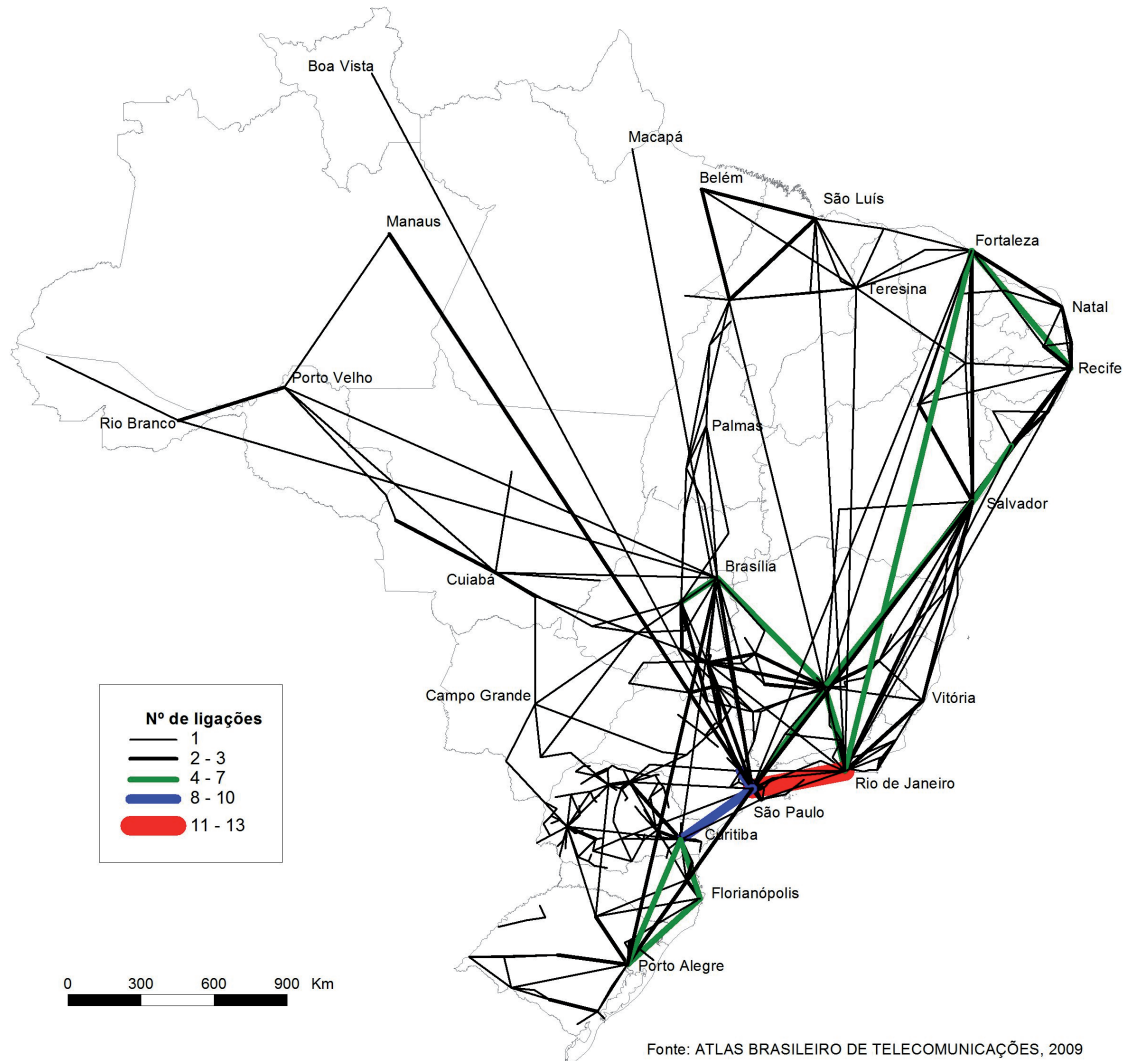 Boa Vista
Macapá
Belém
São Luís
Manaus
Fortaleza
Teresina
Natal
Porto Velho
Recife
Rio Branco
Palmas
Salvador
Brasília
Cuiabá
Campo Grande
Vitória
Nº de ligações
1
2 - 3
4 - 7
8 - 10
11 - 13
Rio de Janeiro
São Paulo
Curitiba
Florianópolis
Porto Alegre
0 300 600 900 Km
Fonte: ATLAS BRASILEIRO DE TELECOMUNICAÇÕES, 2009